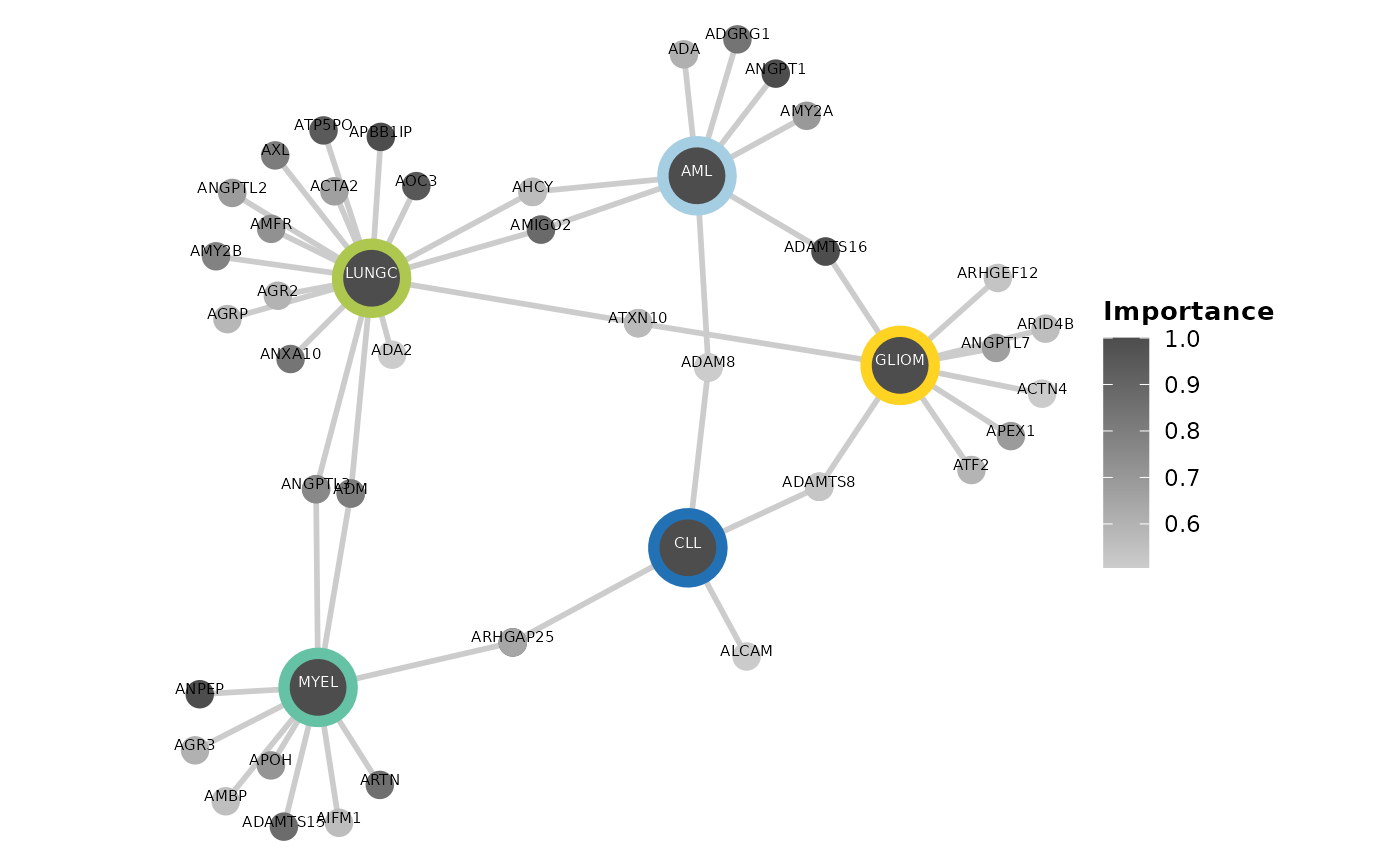 ADGRG1
ADA
ANGPT1
AMY2A
ATP5PO
APBB1IP
AXL
AML
AOC3
ACTA2
ANGPTL2
AHCY
AMFR
AMIGO2
ADAMTS16
AMY2B
LUNGC
ARHGEF12
AGR2
Importance
AGRP
ATXN10
ARID4B
1.0
ANGPTL7
ADA2
ANXA10
ADAM8
GLIOM
0.9
ACTN4
0.8
APEX1
ATF2
0.7
ADAMTS8
ANGPTL3
ADM
0.6
CLL
ARHGAP25
ALCAM
MYEL
ANPEP
AGR3
APOH
ARTN
AMBP
AIFM1
ADAMTS15